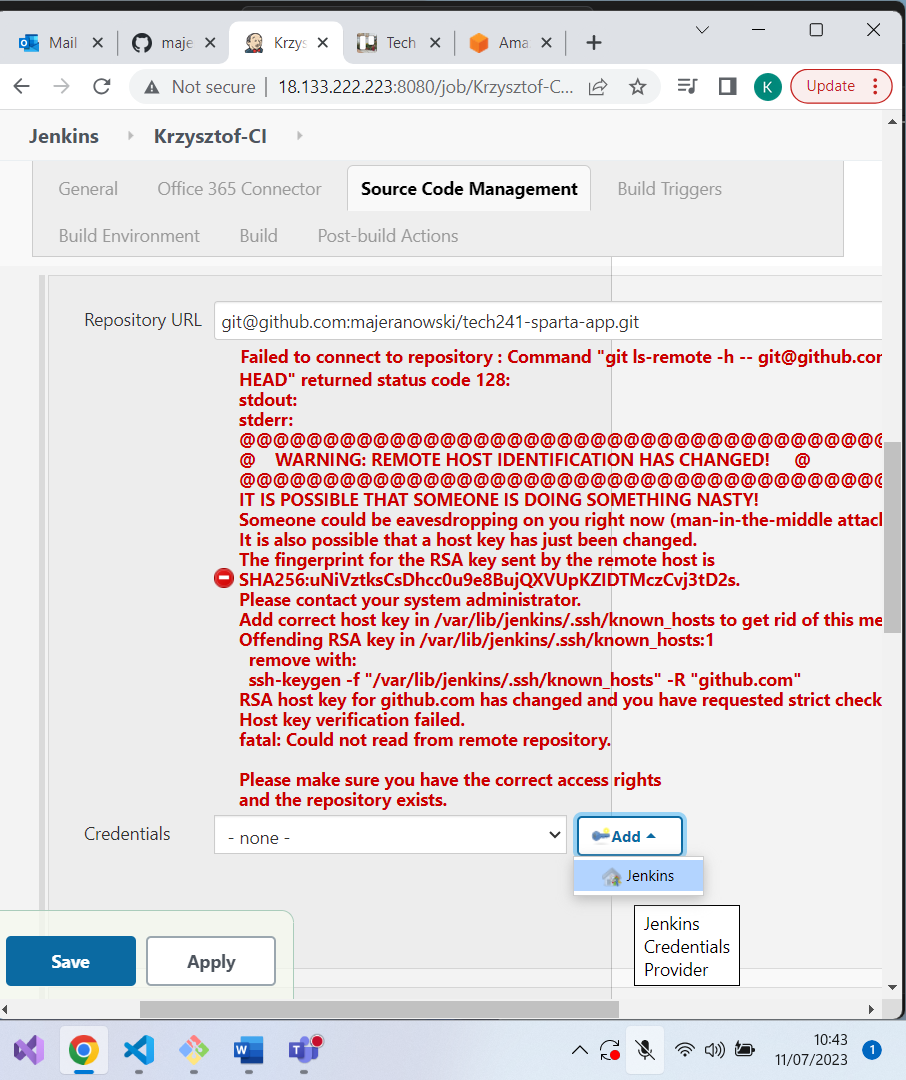 Mail
maje
Krzys
Tech
Ama
Not secure
18.133.222.223:8080/job/Krzysztof-C...
K
Update
Jenkins
Krzysztof-CI
General
Office 365 Connector
Source Code Management
Build Triggers
Build Environment
Build
Post-build Actions
Repository URL
git@github.com:majeranowski/tech241-sparta-app.git
Failed to connect to repository : Command "git ls-remote -h -- git@github.com
HEAD" returned status code 128:
stdout:
stderr:
@@@@@@@@@@@@@@@@@@@@@@@@@@@@@@@@@@@@@@@
@ WARNING: REMOTE HOST IDENTIFICATION HAS CHANGED! @
@@@@@@@@@@@@@@@@@@@@@@@@@@@@@@@@@@@@@@@
IT IS POSSIBLE THAT SOMEONE IS DOING SOMETHING NASTY!
Someone could be eavesdropping on you right now (man-in-the-middle attack
It is also possible that a host key has just been changed.
The fingerprint for the RSA key sent by the remote host is
SHA256:uNiVztksCsDhcc0u9e8BujQXVUpKZIDTMczCvj3tD2s.
Please contact your system administrator.
Add correct host key in /var/lib/jenkins/.ssh/known_hosts to get rid of this me
Offending RSA key in /var/lib/jenkins/.ssh/known_hosts:1
remove with:
ssh-keygen -f "/var/lib/jenkins/.ssh/known_hosts" -R "github.com"
RSA host key for github.com has changed and you have requested strict check
Host key verification failed.
fatal: Could not read from remote repository.
Please make sure you have the correct access rights
and the repository exists.
Credentials
- none -
Add
Jenkins
Jenkins
Credentials
Provider
Save
Apply
10:43
11/07/2023
1